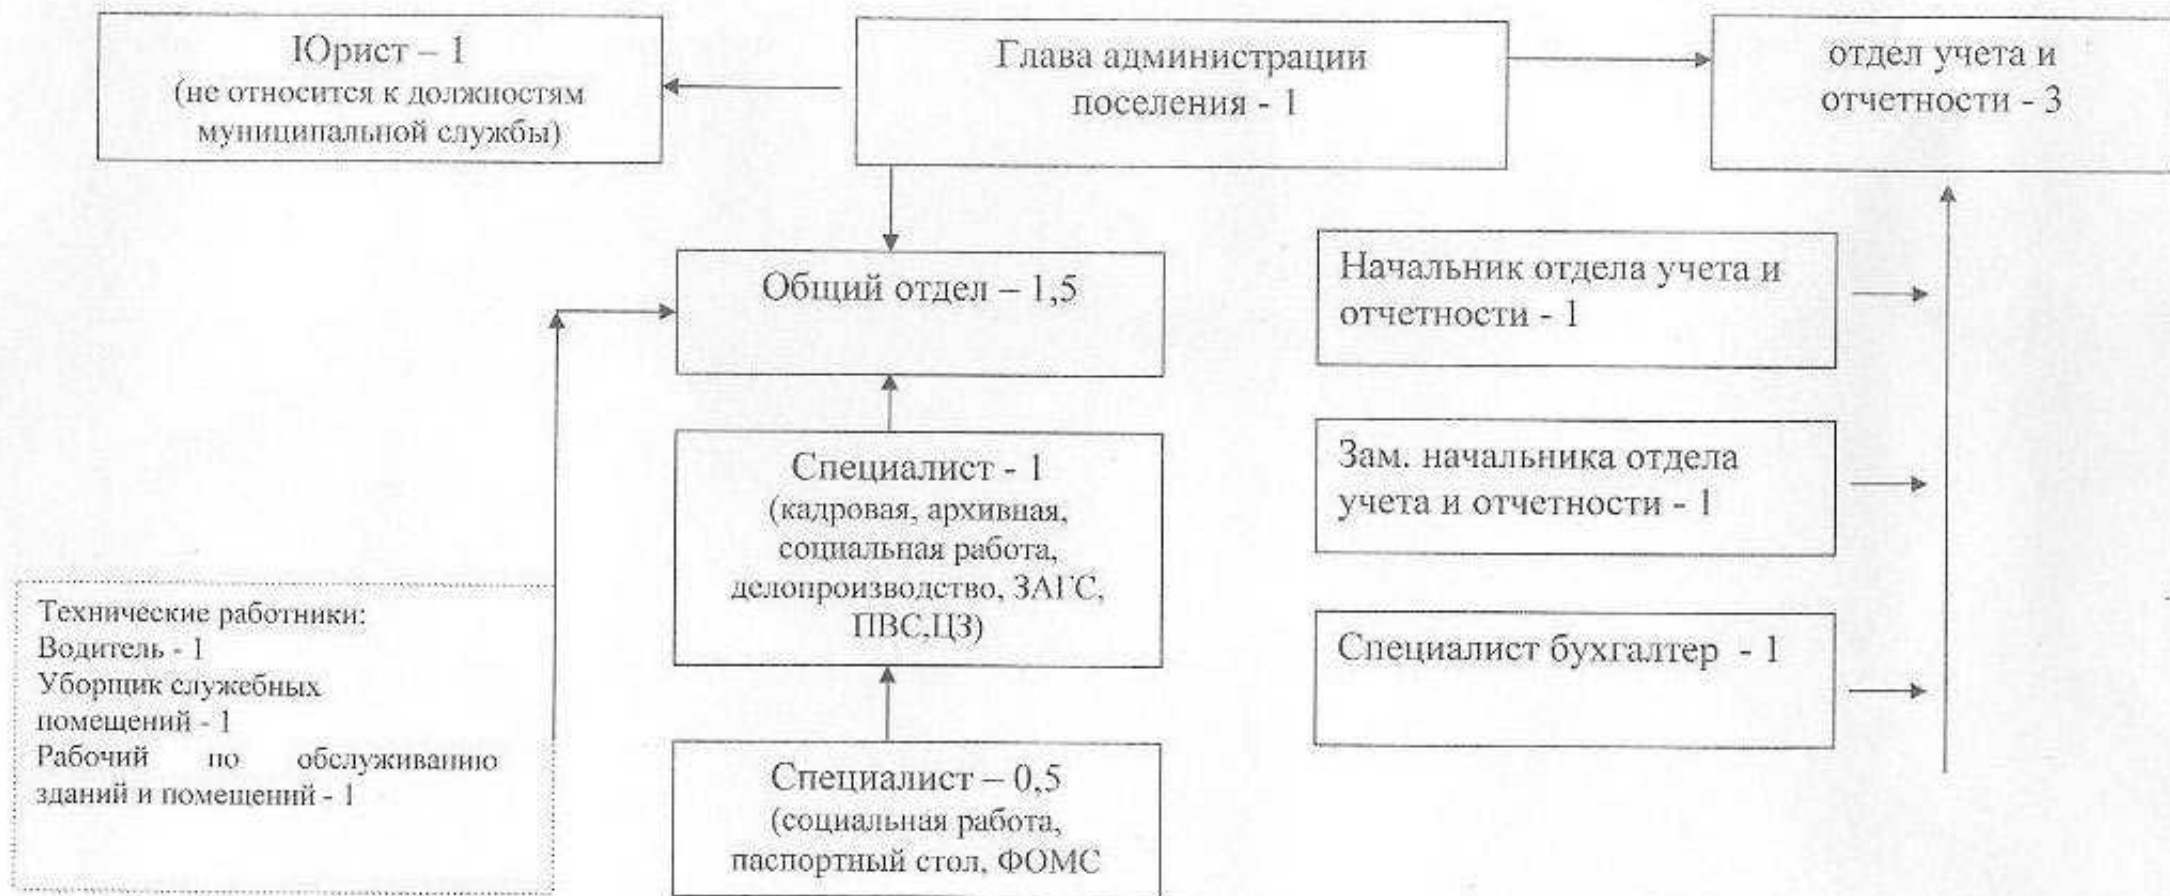 Юрист – 1
(не относится к должностям
муниципальной службы)
Глава администрации
поселения - 1
отдел учета и
отчетности - 3
Общий отдел – 1,5
Начальник отдела учета и
отчетности - 1
Специалист - 1
(кадровая, архивная,
социальная работа,
делопроизводство, ЗАГС,
ПВС,ЦЗ)
Зам. начальника отдела
учета и отчетности - 1
Технические работники:
Водитель - 1
Уборщик служебных
помещений - 1
Рабочий по обслуживанию
зданий и помещений - 1
Специалист бухгалтер - 1
Специалист – 0,5
(социальная работа,
паспортный стол, ФОМС